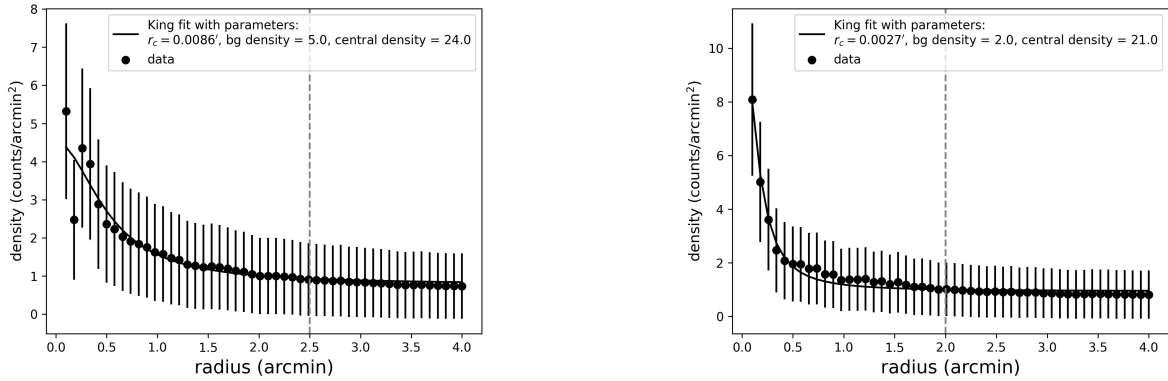 King fit with parameters:
r_c = 0.0086′, bg density = 5.0, central density = 24.0
data
density (counts/arcmin²)
8
7
6
5
4
3
2
1
0
0.0 0.5 1.0 1.5 2.0 2.5 3.0 3.5 4.0
radius (arcmin)
King fit with parameters:
r_c = 0.0027′, bg density = 2.0, central density = 21.0
data
density (counts/arcmin²)
10
8
6
4
2
0
0.0 0.5 1.0 1.5 2.0 2.5 3.0 3.5 4.0
radius (arcmin)